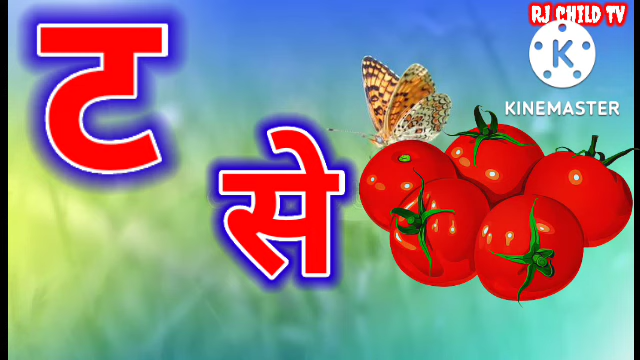 RJ CHILD TV
K
KINEMASTER
ट
से